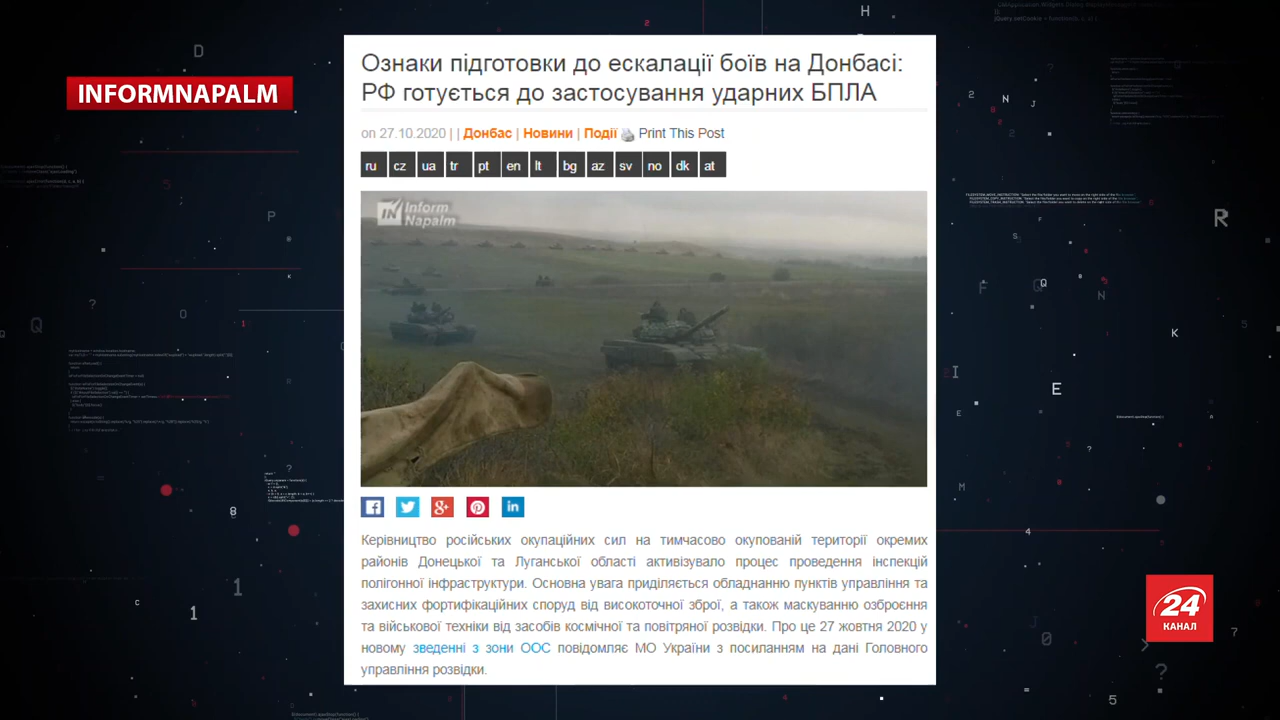 INFORMNAPALM
Ознаки підготовки до ескалації боїв на Донбасі:
РФ готується до застосування ударних БПЛА
on 27.10.2020 | | Донбас | Новини | Події Print This Post
ru cz ua tr pt en lt bg az sv no dk at
IN Inform
Napalm
Керівництво російських окупаційних сил на тимчасово окупованій території окремих
районів Донецької та Луганської області активізувало процес проведення інспекцій
полігонної інфраструктури. Основна увага приділяється обладнанню пунктів управління та
захисних фортифікаційних споруд від високоточної зброї, а також маскуванню озброєння
та військової техніки від засобів космічної та повітряної розвідки. Про це 27 жовтня 2020 у
новому зведенні з зони ООС повідомляє МО України з посиланням на дані Головного
управління розвідки.
24
КАНАЛ